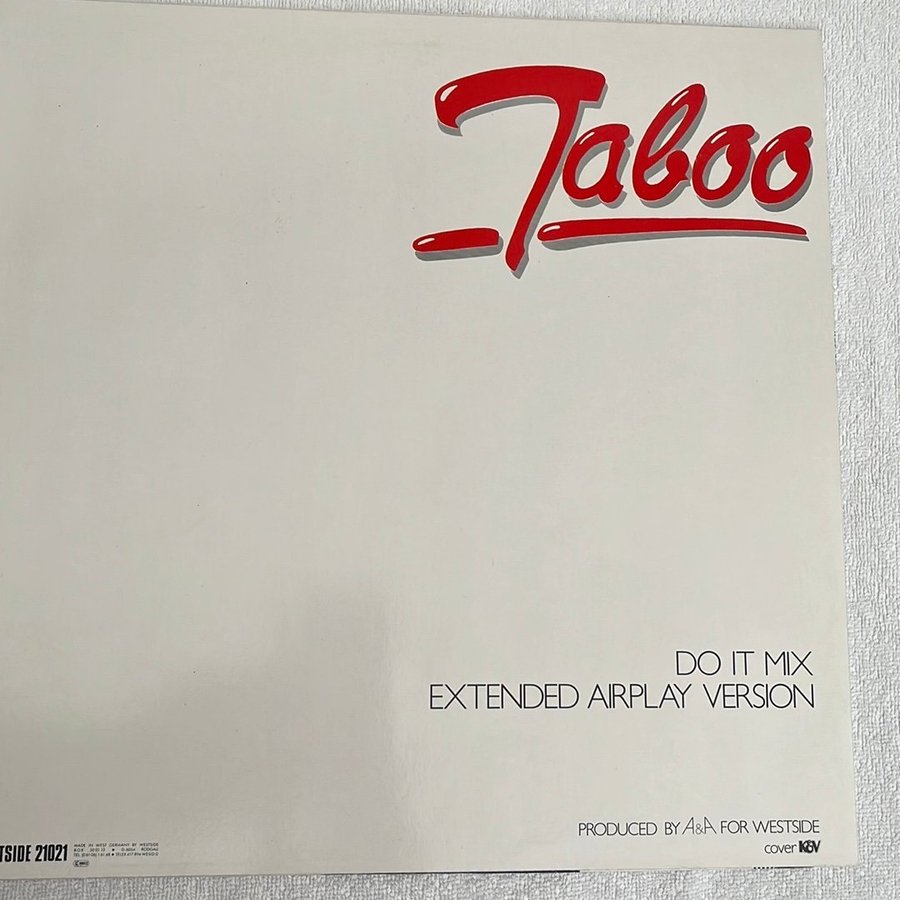 Taboo
DO IT MIX
EXTENDED AIRPLAY VERSION
PRODUCED BY A&A FOR WESTSIDE
cover K&V
TSIDE 21021
MADE IN WEST GERMANY BY WESTSIDE